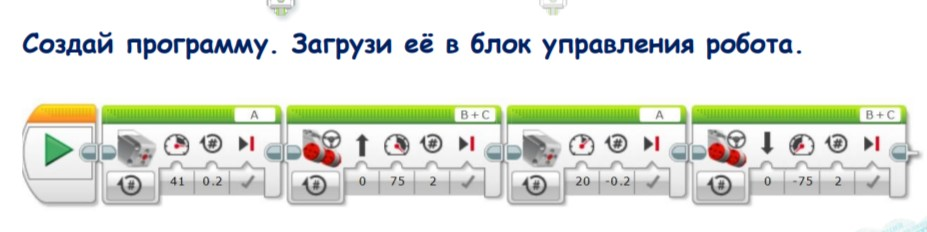 Создай программу. Загрузи её в блок управления робота.
A B+C A B+C
# # # # # # # #
41 0.2 0 75 2 20 -0.2 0 -75 2